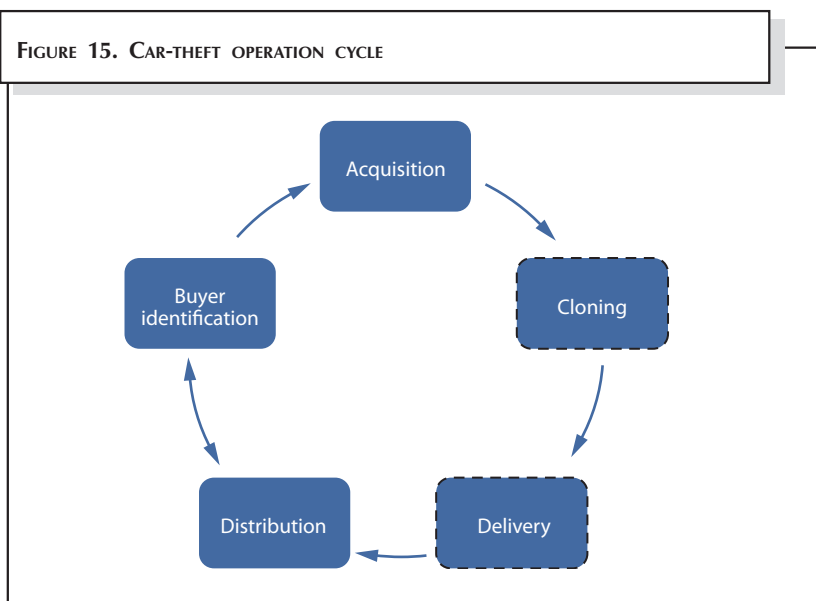 FIGURE 15. CAR-THEFT OPERATION CYCLE
Acquisition
Cloning
Delivery
Distribution
Buyer
identification